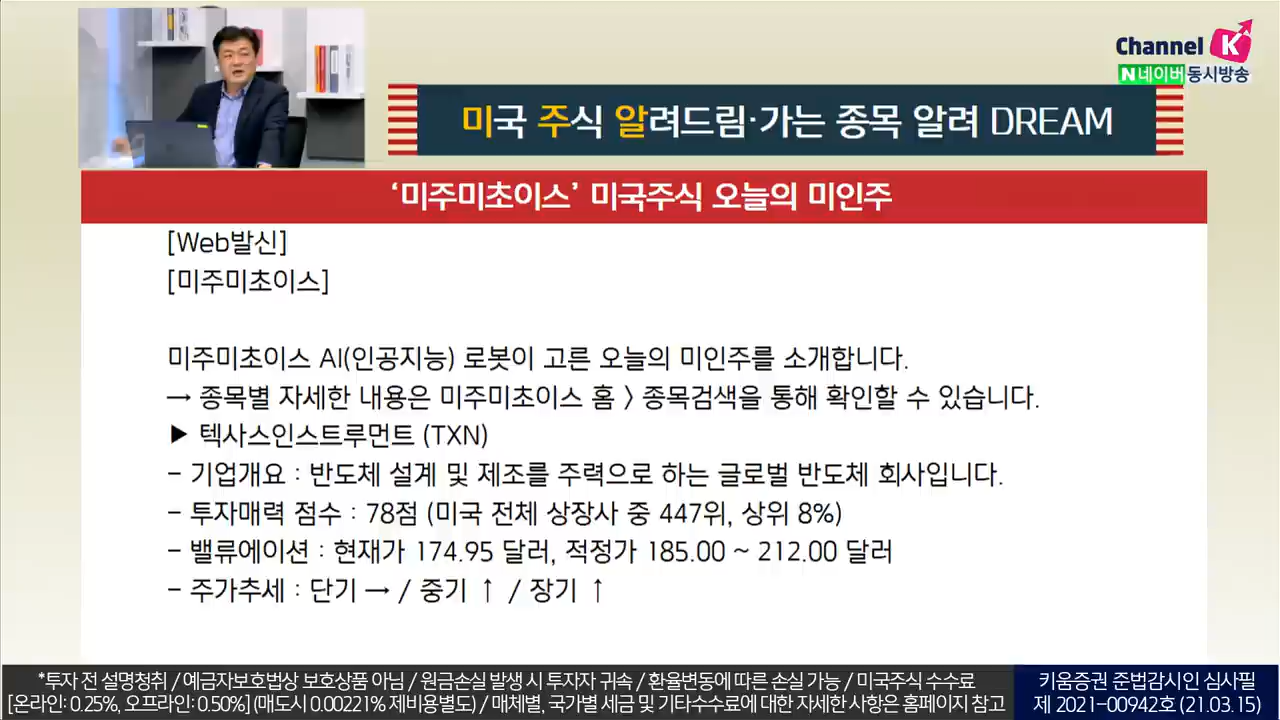 Channel K
N 네이버 동시방송
미국 주식 알려드림·가는 종목 알려 DREAM
‘미주미초이스’ 미국주식 오늘의 미인주
[Web발신]
[미주미초이스]
미주미초이스 AI(인공지능) 로봇이 고른 오늘의 미인주를 소개합니다.
→ 종목별 자세한 내용은 미주미초이스 홈 > 종목검색을 통해 확인할 수 있습니다.
▶ 텍사스인스트루먼트 (TXN)
- 기업개요 : 반도체 설계 및 제조를 주력으로 하는 글로벌 반도체 회사입니다.
- 투자매력 점수 : 78점 (미국 전체 상장사 중 447위, 상위 8%)
- 밸류에이션 : 현재가 174.95 달러, 적정가 185.00 ~ 212.00 달러
- 주가추세 : 단기 → / 중기 ↑ / 장기 ↑
*투자 전 설명청취 / 예금자보호법상 보호상품 아님 / 원금손실 발생 시 투자자 귀속 / 환율변동에 따른 손실 가능 / 미국주식 수수료
[온라인: 0.25%, 오프라인: 0.50%] (매도시 0.00221% 제비용별도) / 매체별, 국가별 세금 및 기타수수료에 대한 자세한 사항은 홈페이지 참고
키움증권 준법감시인 심사필
제 2021-00942호 (21.03.15)